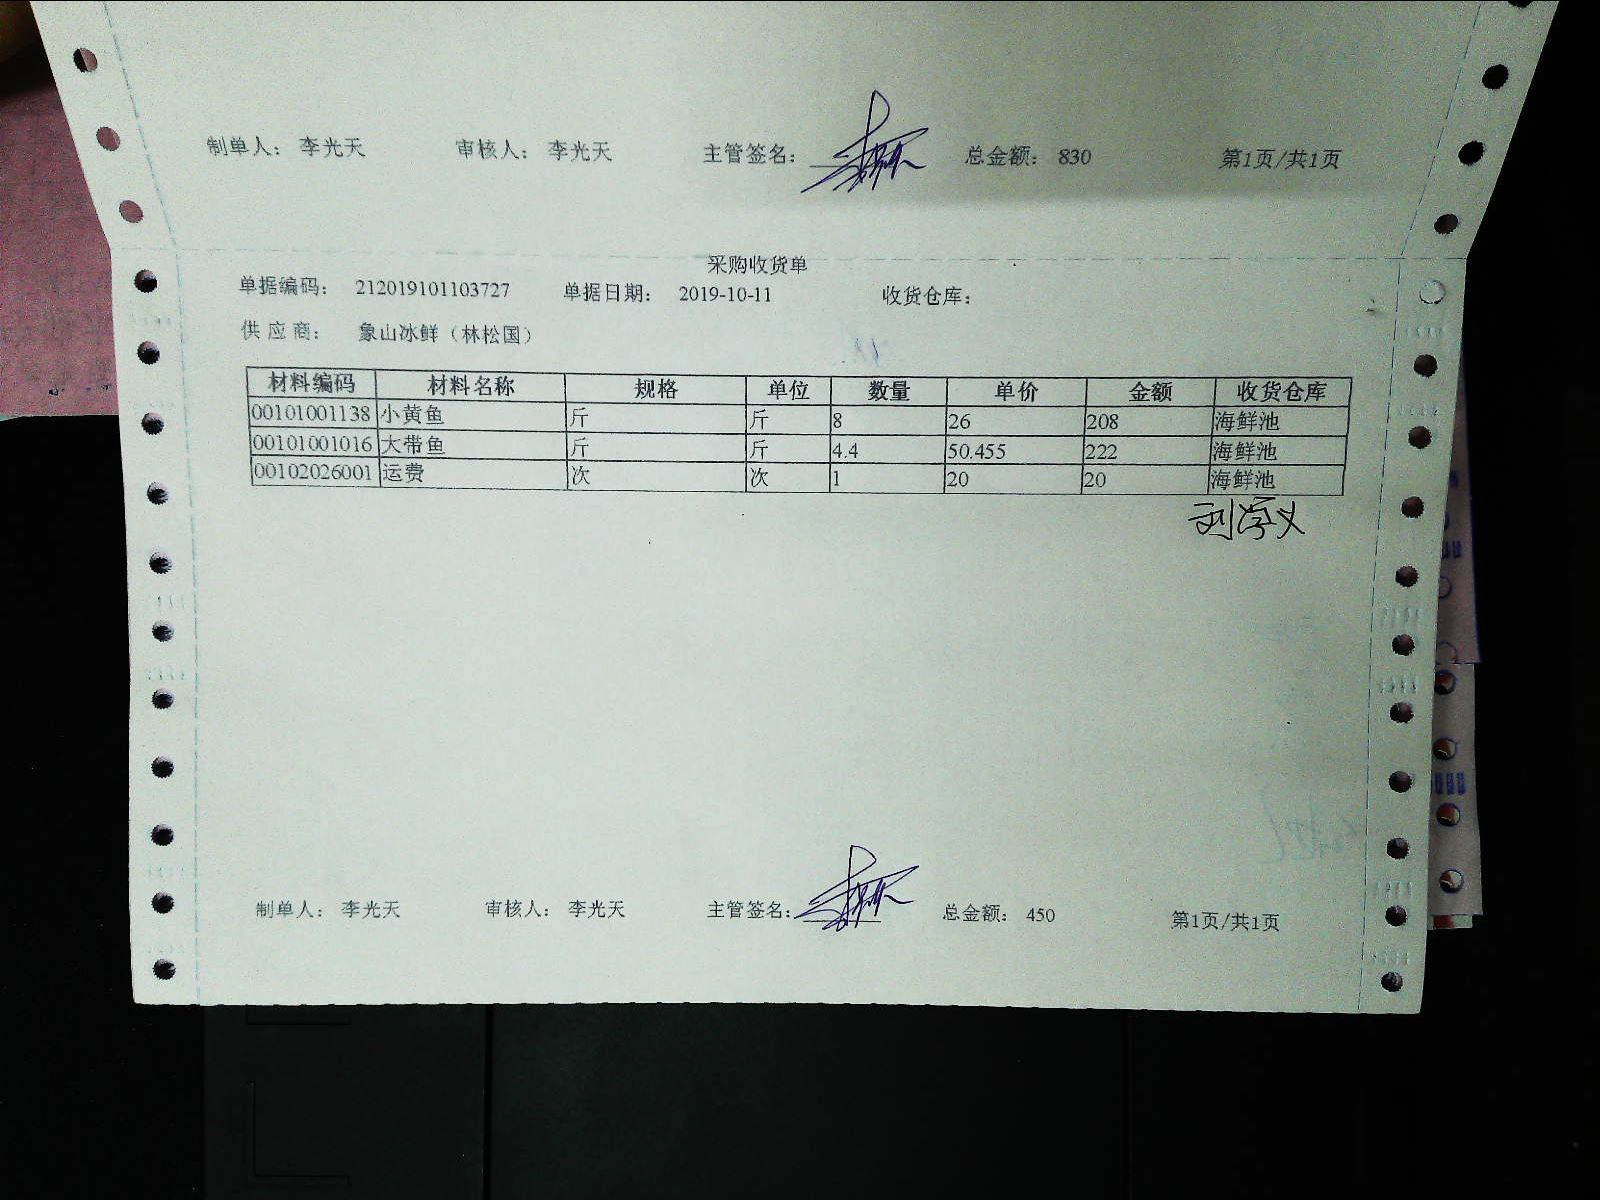 制单人： 李光天 审核人： 李光天 主管签名： 总金额： 830 第1页/共1页
采购收货单
单据编码： 212019101103727 单据日期： 2019-10-11 收货仓库：
供应商： 象山冰鲜（林松国）
材料编码 材料名称 规格 单位 数量 单价 金额 收货仓库
00101001138 小黄鱼 斤 斤 8 26 208 海鲜池
00101001016 大带鱼 斤 斤 4.4 50.455 222 海鲜池
00102026001 运费 次 次 1 20 20 海鲜池
制单人： 李光天 审核人： 李光天 主管签名： 总金额： 450 第1页/共1页